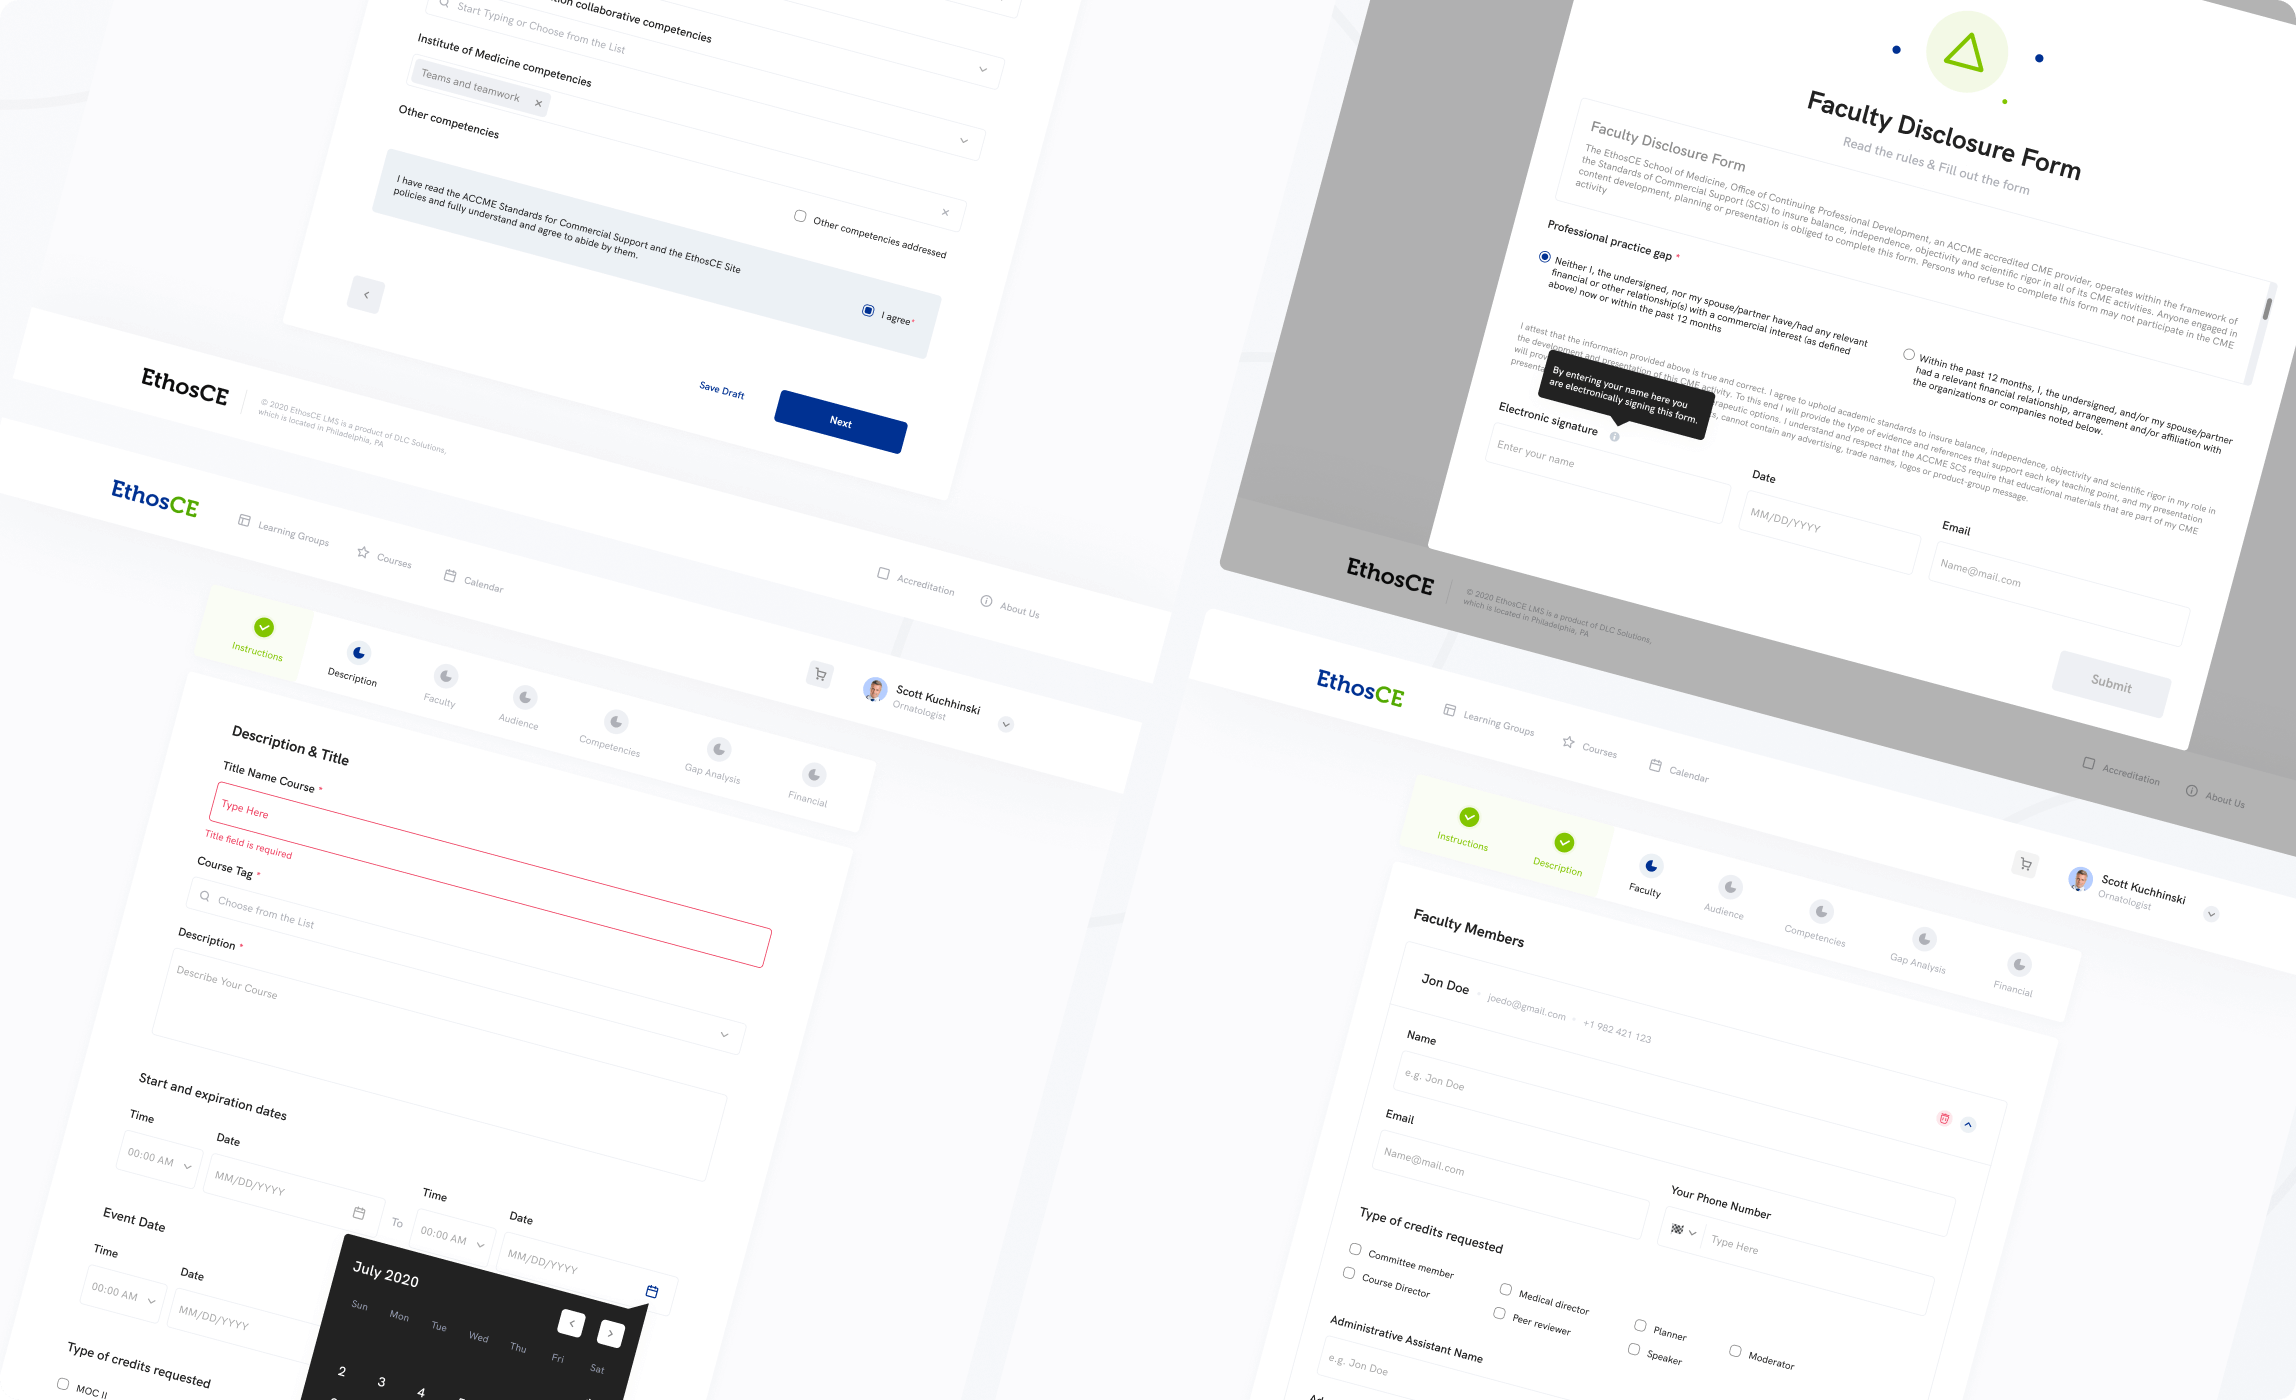 collaborative competencies
Start Typing or Choose from the List
Institute of Medicine competencies
Teams and teamwork
Other competencies
Other competencies addressed
I have read the ACCME Standards for Commercial Support and the EthosCE Site
policies and fully understand and agree to abide by them.
I agree*
Save Draft
Next
EthosCE
© 2020 EthosCE LMS is a product of DLC Solutions,
which is located in Philadelphia, PA
Accreditation
About Us
EthosCE
Learning Groups
Courses
Calendar
Scott Kuchhinski
Ornatologist
Instructions
Description
Faculty
Audience
Competencies
Gap Analysis
Financial
Description & Title
Title Name Course *
Type Here
Title field is required
Course Tag *
Choose from the List
Description *
Describe Your Course
Start and expiration dates
Time
Date
00:00 AM
MM/DD/YYYY
To
Time
Date
00:00 AM
MM/DD/YYYY
Event Date
Time
Date
00:00 AM
MM/DD/YYYY
July 2020
Sun Mon Tue Wed Thu Fri Sat
2 3 4
Type of credits requested
MOC II
Faculty Disclosure Form
Read the rules & Fill out the form
Faculty Disclosure Form
The EthosCE School of Medicine, Office of Continuing Professional Development, an ACCME accredited CME provider, operates within the framework of
the Standards of Commercial Support (SCS) to insure balance, independence, objectivity and scientific rigor in all of its CME activities. Anyone engaged in
content development, planning or presentation is obliged to complete this form. Persons who refuse to complete this form may not participate in the CME
activity
Professional practice gap *
Neither I, the undersigned, nor my spouse/partner have/had any relevant
financial or other relationship(s) with a commercial interest (as defined
above) now or within the past 12 months
Within the past 12 months, I, the undersigned, and/or my spouse/partner
had a relevant financial relationship, arrangement and/or affiliation with
the organizations or companies noted below.
I attest that the information provided above is true and correct. I agree to uphold academic standards to insure balance, independence, objectivity and scientific rigor in my role in
the development and presentation of this CME activity. To this end I will provide the type of evidence and references that support each key teaching point, and my presentation
will I understand and respect that the ACCME SCS require that educational materials that are part of my CME
cannot contain any advertising, trade names, logos or product-group message.
By entering your name here you
are electronically signing this form.
Electronic signature
Enter your name
Date
MM/DD/YYYY
Email
Name@mail.com
Submit
EthosCE
© 2020 EthosCE LMS is a product of DLC Solutions,
which is located in Philadelphia, PA
Accreditation
About Us
EthosCE
Learning Groups
Courses
Calendar
Scott Kuchhinski
Ornatologist
Instructions
Description
Faculty
Audience
Competencies
Gap Analysis
Financial
Faculty Members
Jon Doe
joedo@gmail.com
+1 982 421 123
Name
e.g. Jon Doe
Email
Name@mail.com
Your Phone Number
Type Here
Type of credits requested
Committee member
Medical director
Planner
Moderator
Course Director
Peer reviewer
Speaker
Administrative Assistant Name
e.g. Jon Doe